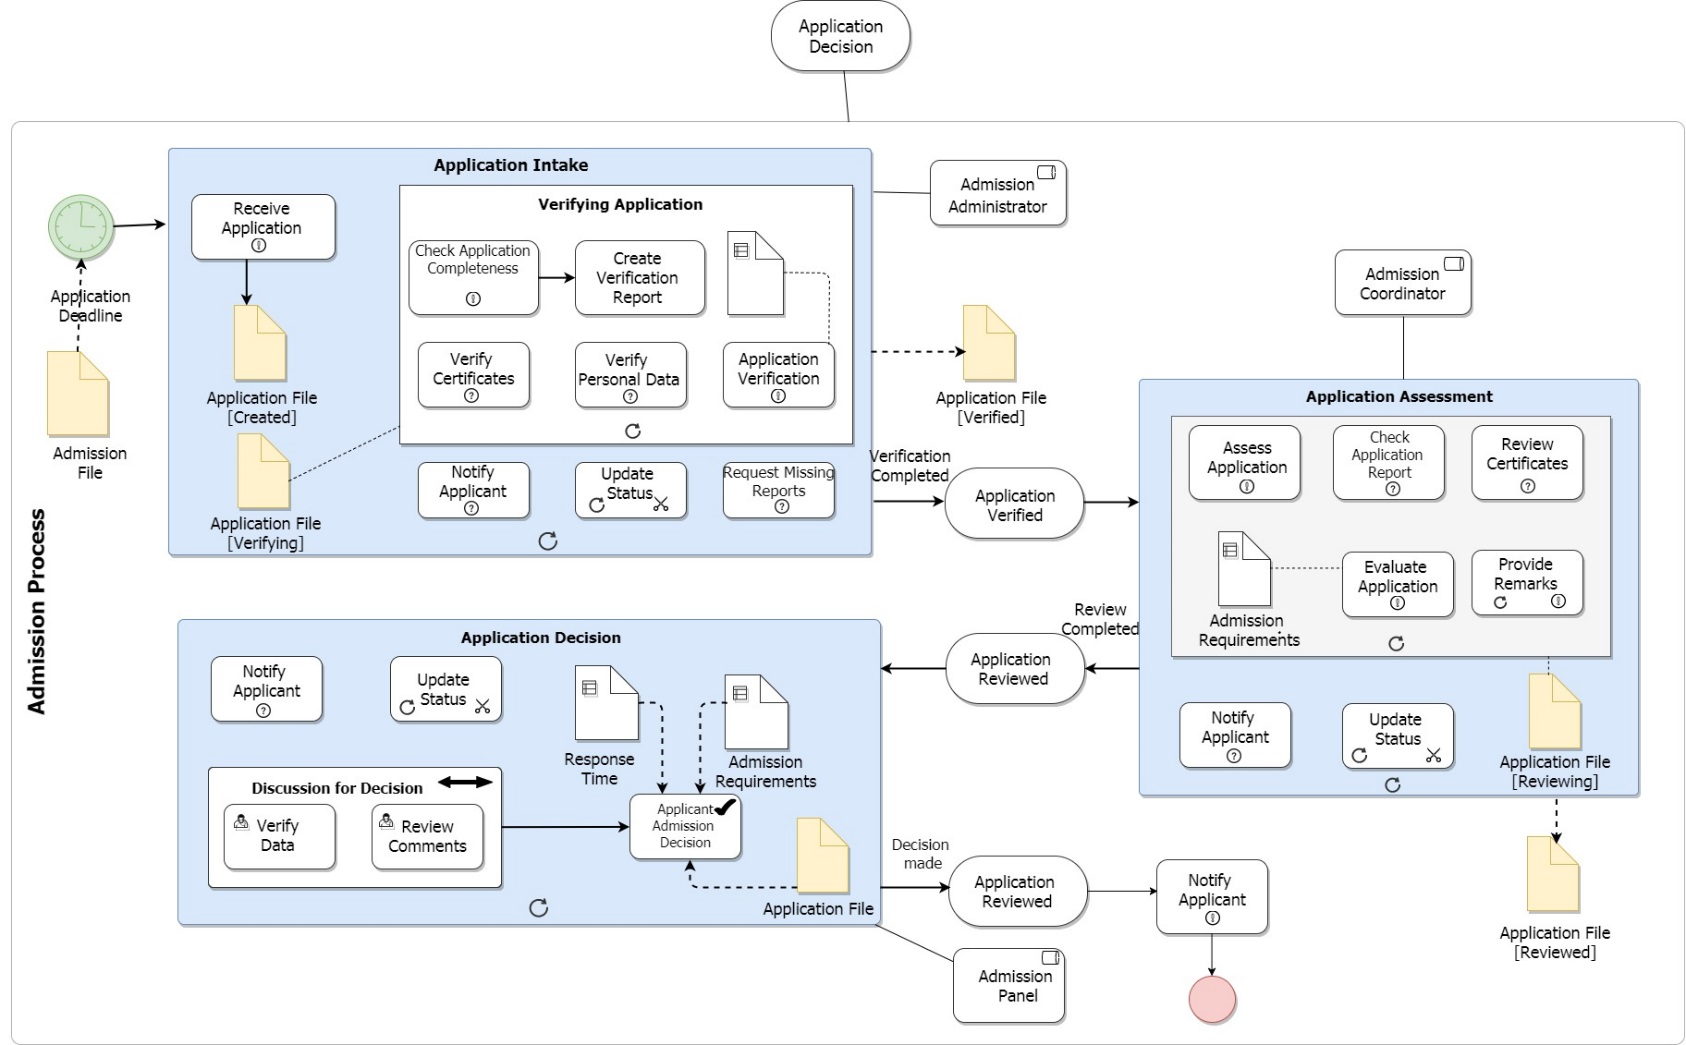 Application
Decision
Admission Process
Application Intake
Receive
Application
Application
Deadline
Admission
File
Application File
[Created]
Application File
[Verifying]
Verifying Application
Check Application
Completeness
Create
Verification
Report
Verify
Certificates
Verify
Personal Data
Application
Verification
Notify
Applicant
Update
Status
Request Missing
Reports
Admission
Administrator
Application File
[Verified]
Verification
Completed
Application
Verified
Admission
Coordinator
Application Assessment
Assess
Application
Check
Application
Report
Review
Certificates
Admission
Requirements
Evaluate
Application
Provide
Remarks
Notify
Applicant
Update
Status
Application File
[Reviewing]
Application File
[Reviewed]
Review
Completed
Application
Reviewed
Application Decision
Notify
Applicant
Update
Status
Response
Time
Admission
Requirements
Discussion for Decision
Verify
Data
Review
Comments
Applicant
Admission
Decision
Application File
Decision
made
Application
Reviewed
Notify
Applicant
Admission
Panel